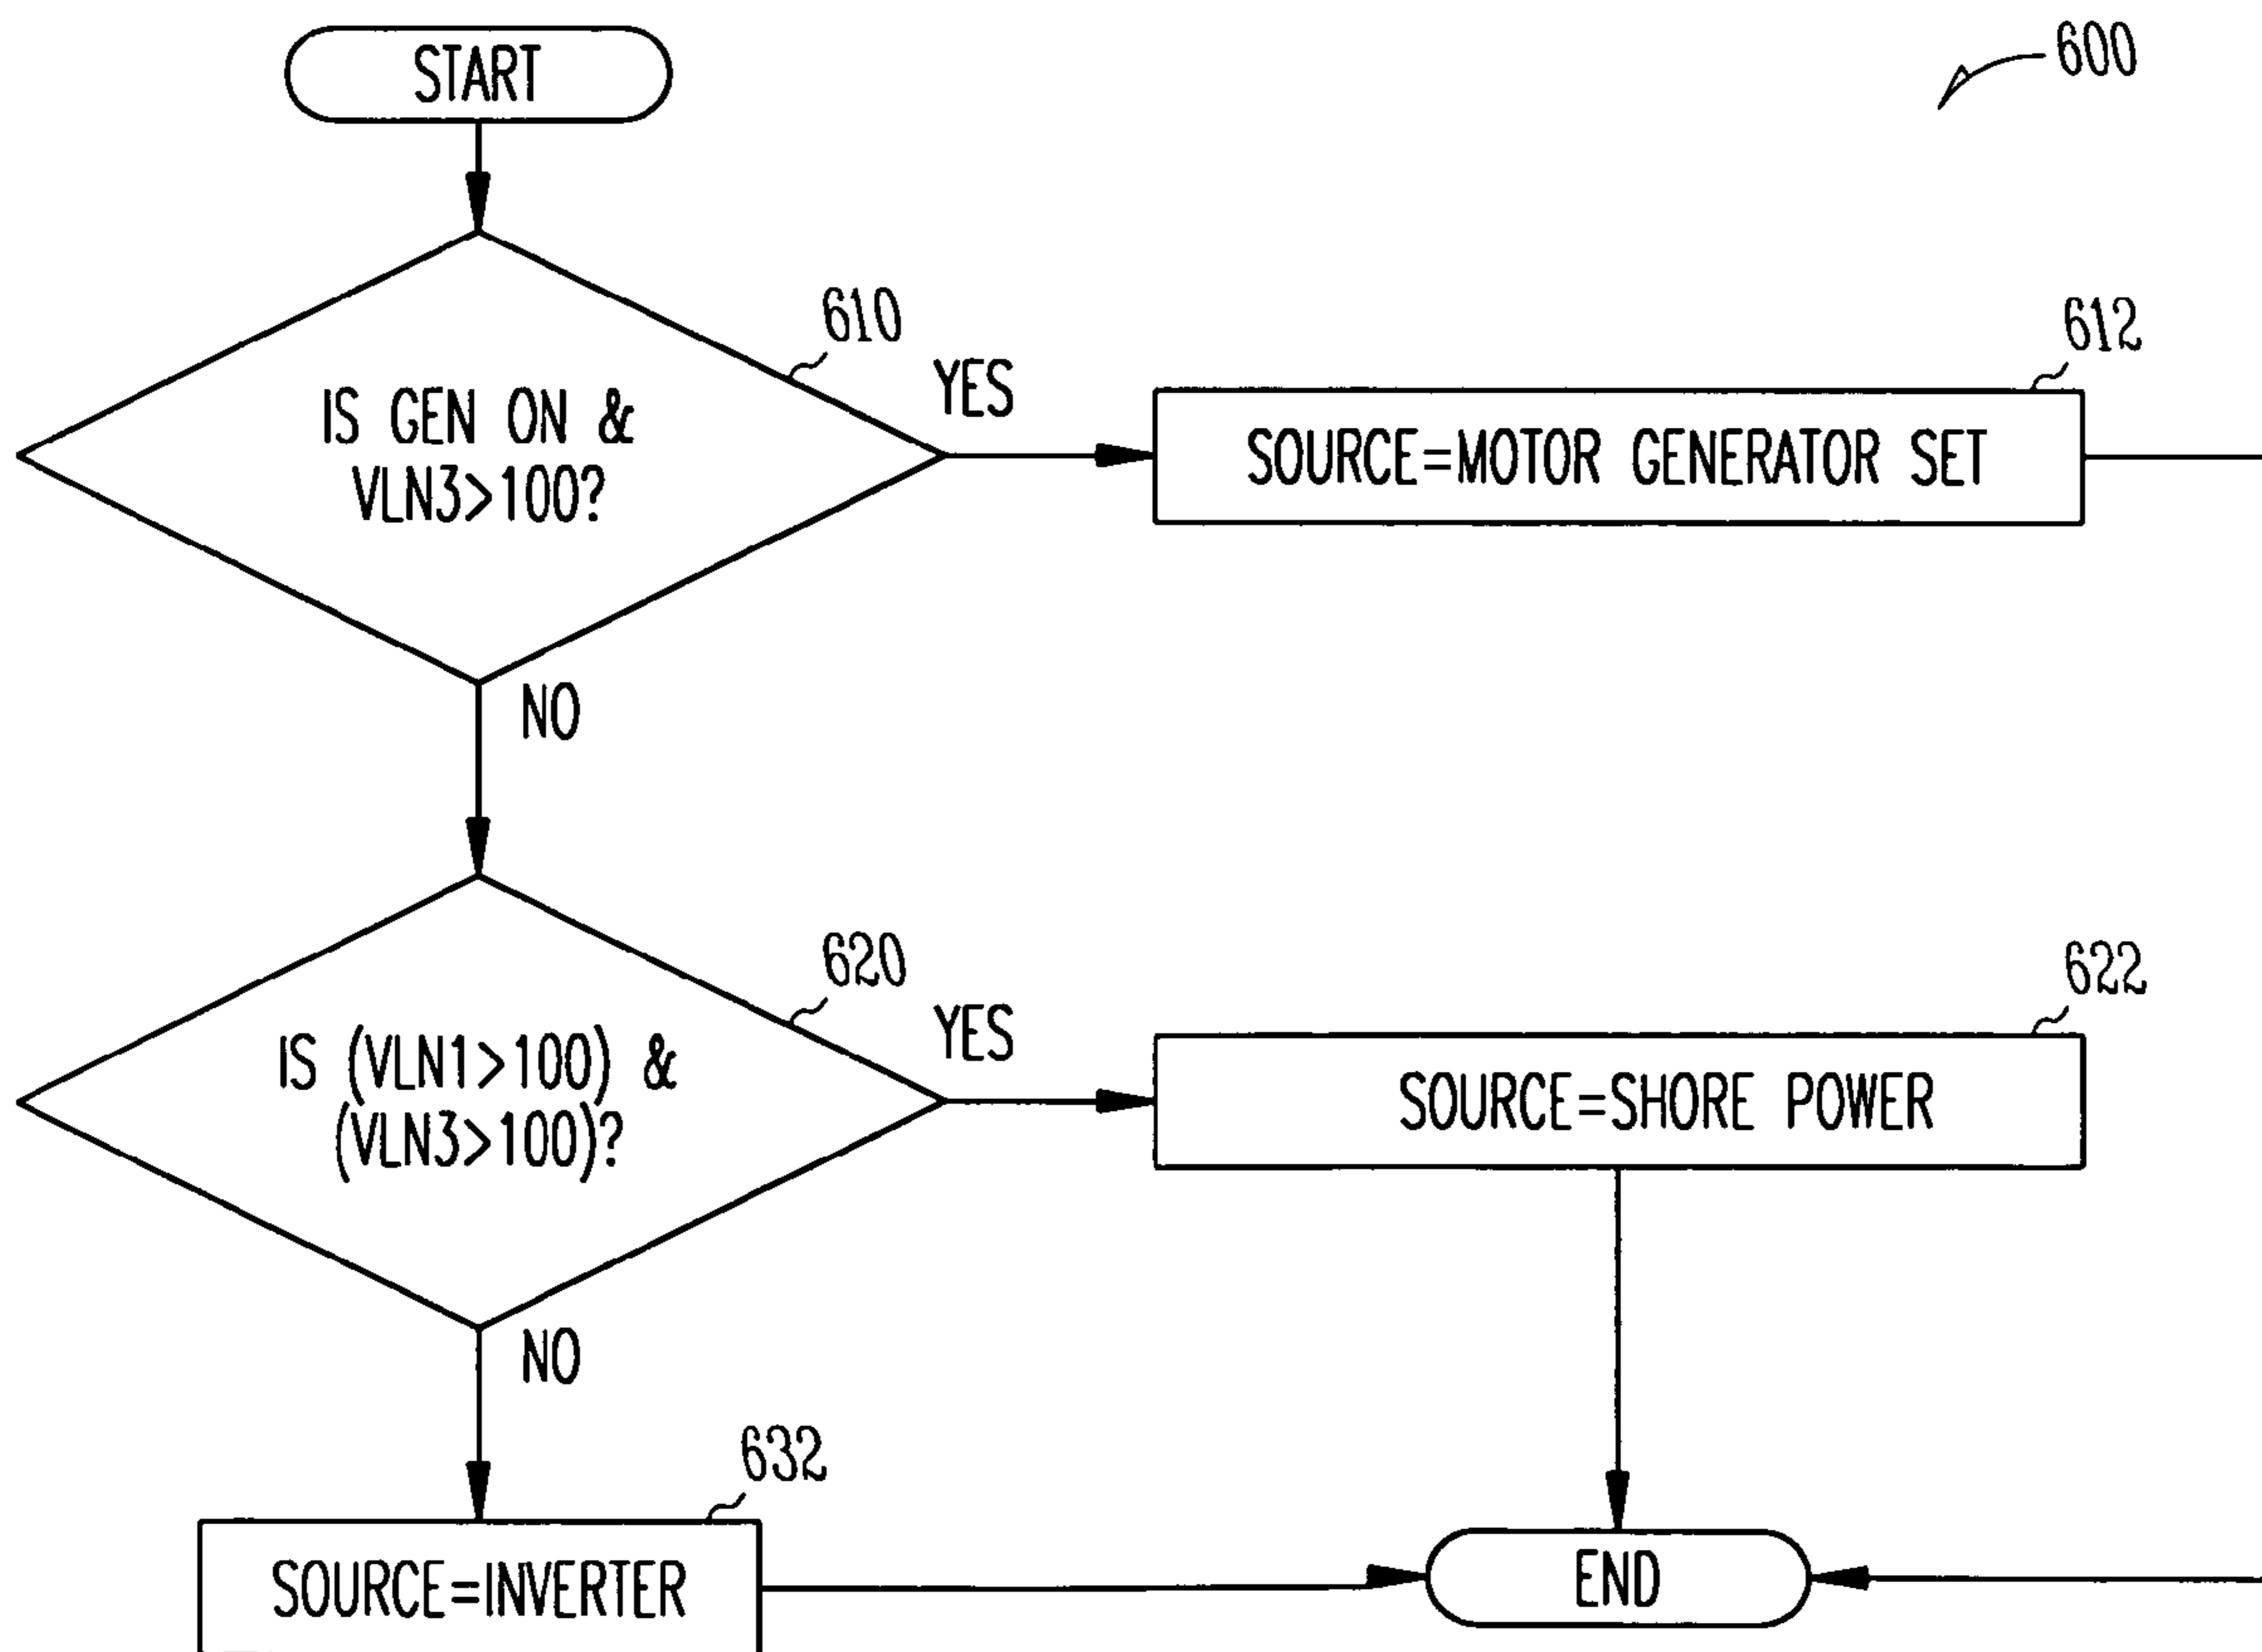 START
600
610
YES
612
IS GEN ON &
VLN3>100?
SOURCE=MOTOR GENERATOR SET
NO
620
YES
622
IS (VLN1>100) &
(VLN3>100)?
SOURCE=SHORE POWER
NO
632
SOURCE=INVERTER
END